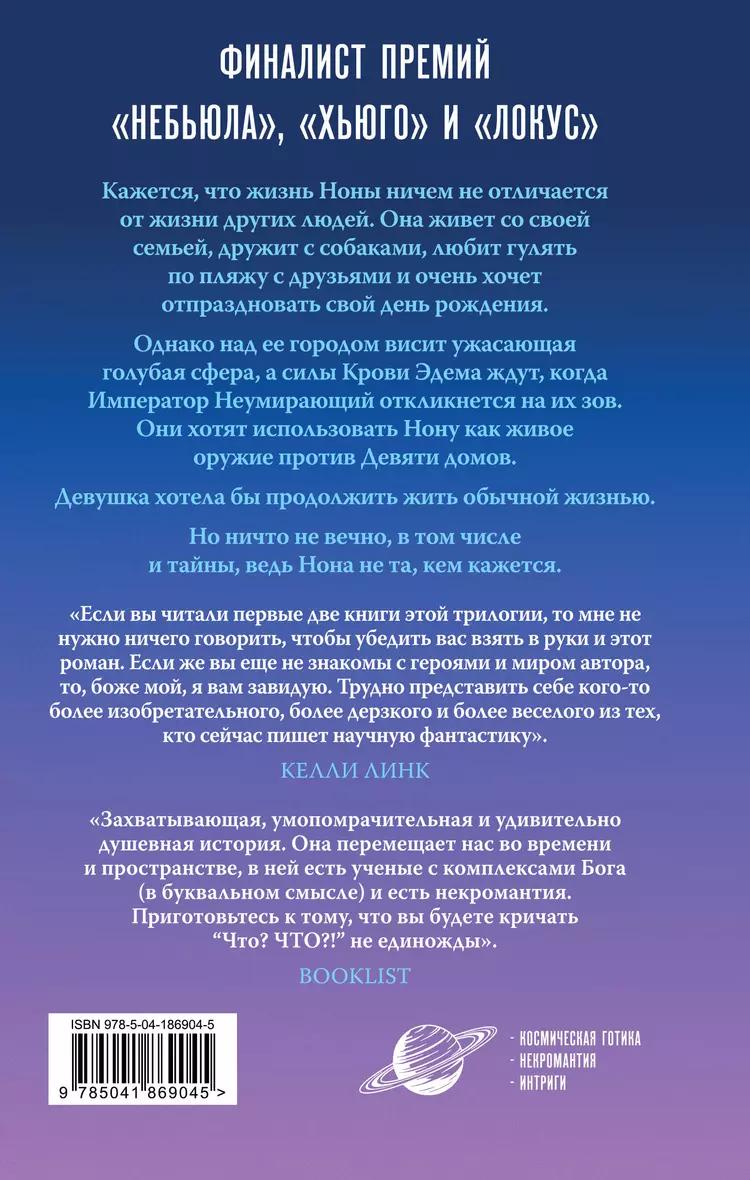 ФИНАЛИСТ ПРЕМИЙ
«НЕБЬЮЛА», «ХЬЮГО» И «ЛОКУС»
Кажется, что жизнь Ноны ничем не отличается
от жизни других людей. Она живет со своей
семьей, дружит с собаками, любит гулять
по пляжу с друзьями и очень хочет
отпраздновать свой день рождения.
Однако над ее городом висит ужасающая
голубая сфера, а силы Крови Эдема ждут, когда
Император Неумирающий откликнется на их зов.
Они хотят использовать Нону как живое
оружие против Девяти домов.
Девушка хотела бы продолжить жить обычной жизнью.
Но ничто не вечно, в том числе
и тайны, ведь Нона не та, кем кажется.
«Если вы читали первые две книги этой трилогии, то мне не
нужно ничего говорить, чтобы убедить вас взять в руки и этот
роман. Если же вы еще не знакомы с героями и миром автора,
то, боже мой, я вам завидую. Трудно представить себе кого-то
более изобретательного, более дерзкого и более веселого из тех,
кто сейчас пишет научную фантастику».
КЕЛЛИ ЛИНК
«Захватывающая, умопомрачительная и удивительно
душевная история. Она перемещает нас во времени
и пространстве, в ней есть ученые с комплексами Бога
(в буквальном смысле) и есть некромантия.
Приготовьтесь к тому, что вы будете кричать
“Что? ЧТО?!” не единожды».
BOOKLIST
ISBN 978-5-04-186904-5
9 785041 869045 >
- КОСМИЧЕСКАЯ ГОТИКА
- НЕКРОМАНТИЯ
- ИНТРИГИ